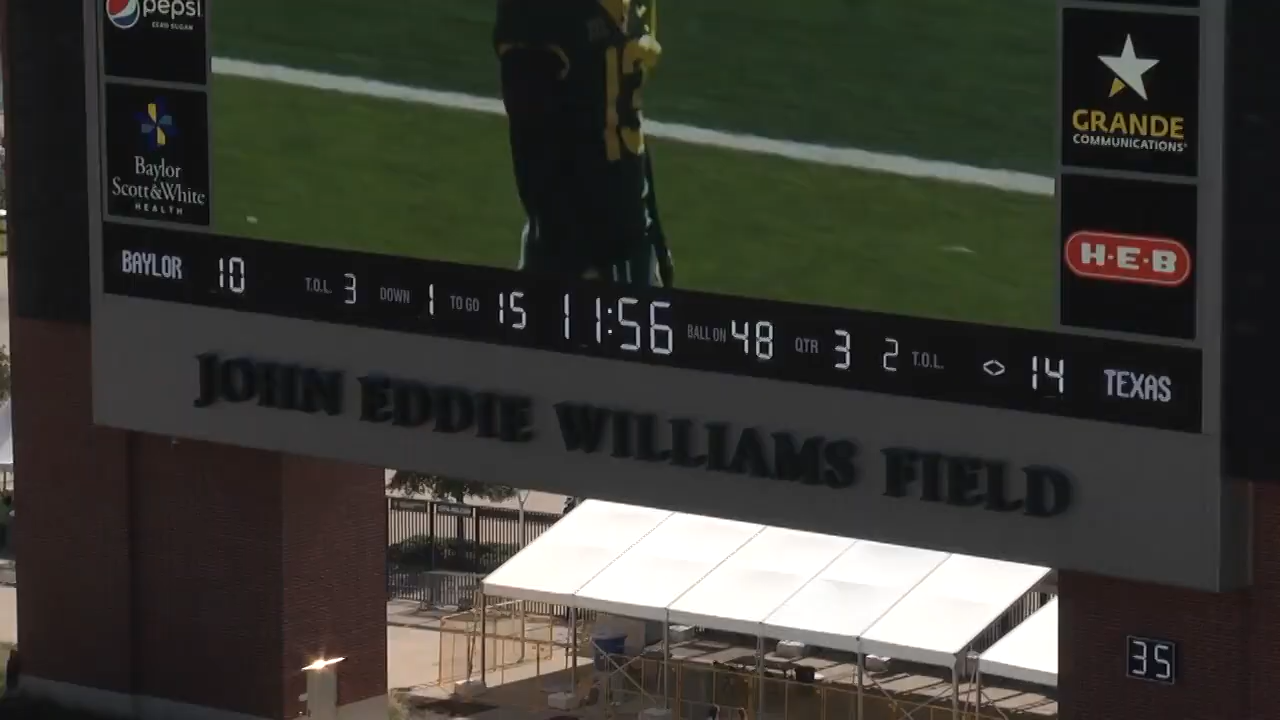 pepsi
ZERO SUGAR
Baylor
Scott&White
HEALTH
GRANDE
COMMUNICATIONS
H-E-B
BAYLOR 10 T.O.L. 3 DOWN 1 TO GO 15 11:56 BALL ON 48 QTR 3 2 T.O.L. <> 14 TEXAS
JOHN EDDIE WILLIAMS FIELD
35